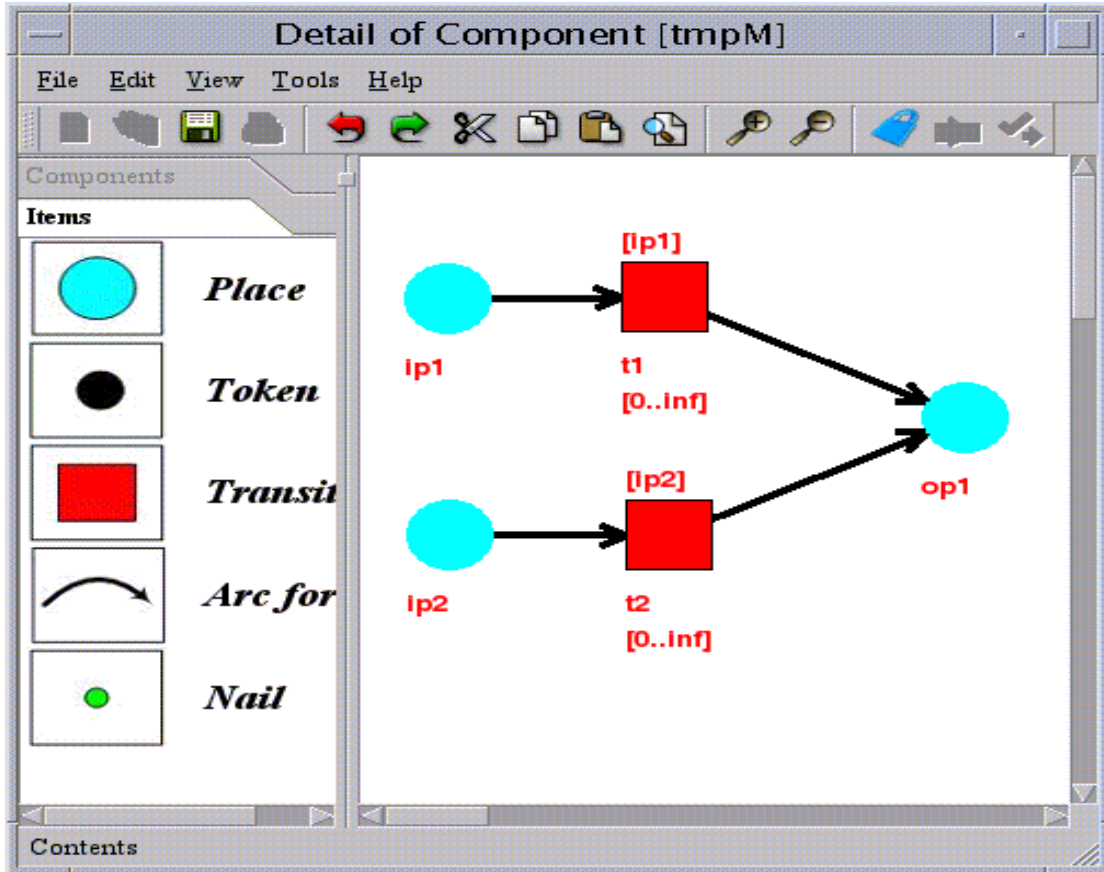 Detail of Component [tmpM]
File Edit View Tools Help
Components
Items
Place
Token
Transit
Arc for
Nail
[ip1]
ip1
t1
[0..inf]
op1
[ip2]
ip2
t2
[0..inf]
Contents